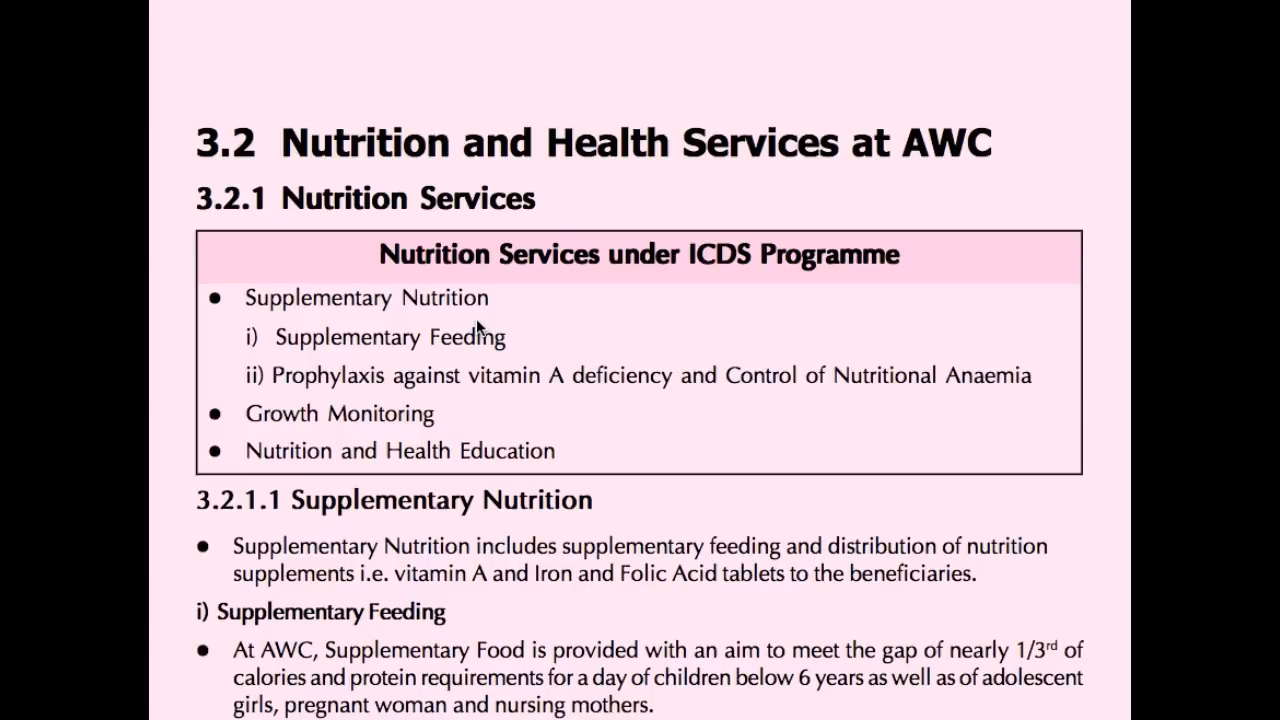 3.2 Nutrition and Health Services at AWC
3.2.1 Nutrition Services
Nutrition Services under ICDS Programme
● Supplementary Nutrition
i) Supplementary Feeding
ii) Prophylaxis against vitamin A deficiency and Control of Nutritional Anaemia
● Growth Monitoring
● Nutrition and Health Education
3.2.1.1 Supplementary Nutrition
● Supplementary Nutrition includes supplementary feeding and distribution of nutrition
supplements i.e. vitamin A and Iron and Folic Acid tablets to the beneficiaries.
i) Supplementary Feeding
● At AWC, Supplementary Food is provided with an aim to meet the gap of nearly 1/3rd of
calories and protein requirements for a day of children below 6 years as well as of adolescent
girls, pregnant woman and nursing mothers.